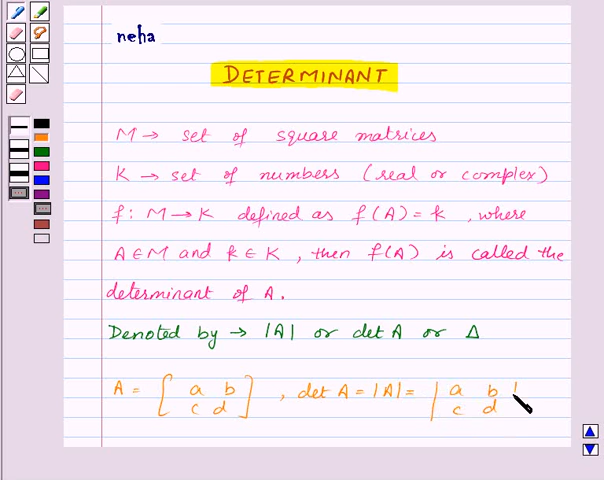 neha
DETERMINANT
M → set of square matrices
K → set of numbers (real or complex)
f: M → K defined as f(A) = k, where
A ∈ M and k ∈ K, then f(A) is called the
determinant of A.
Denoted by → |A| or det A or Δ
A = [ a b ] , det A = |A| = | a b |
c d c d